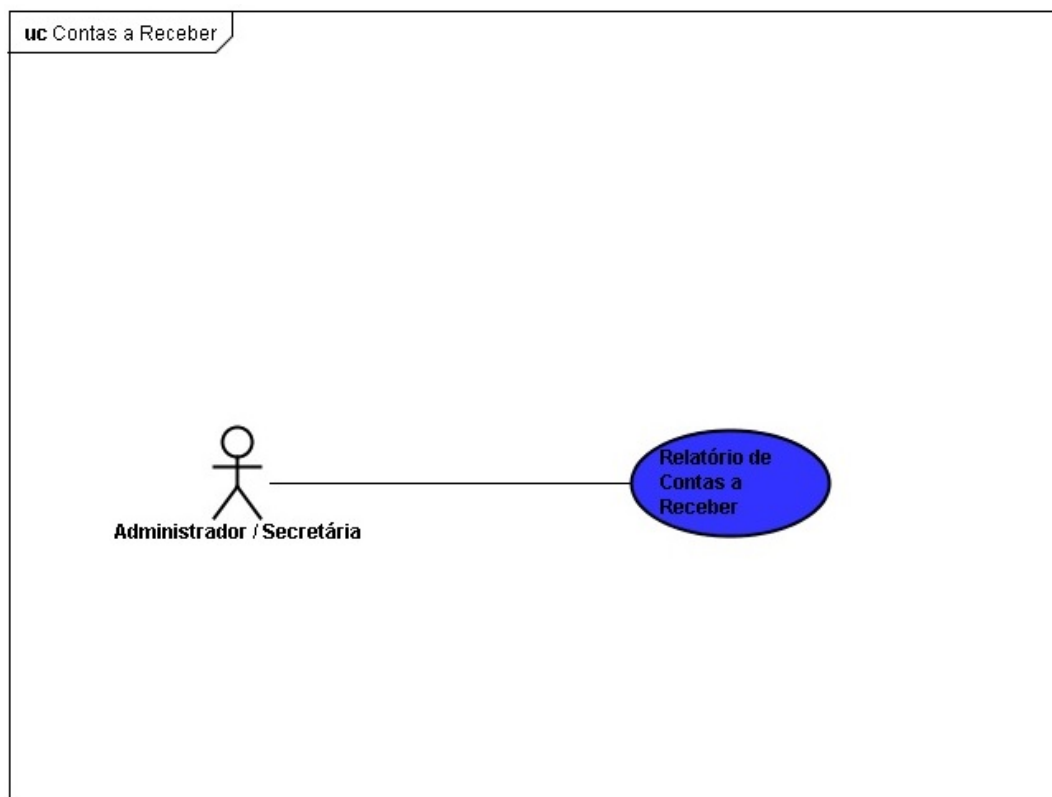 uc Contas a Receber
Relatório de
Contas a
Receber
Administrador / Secretária